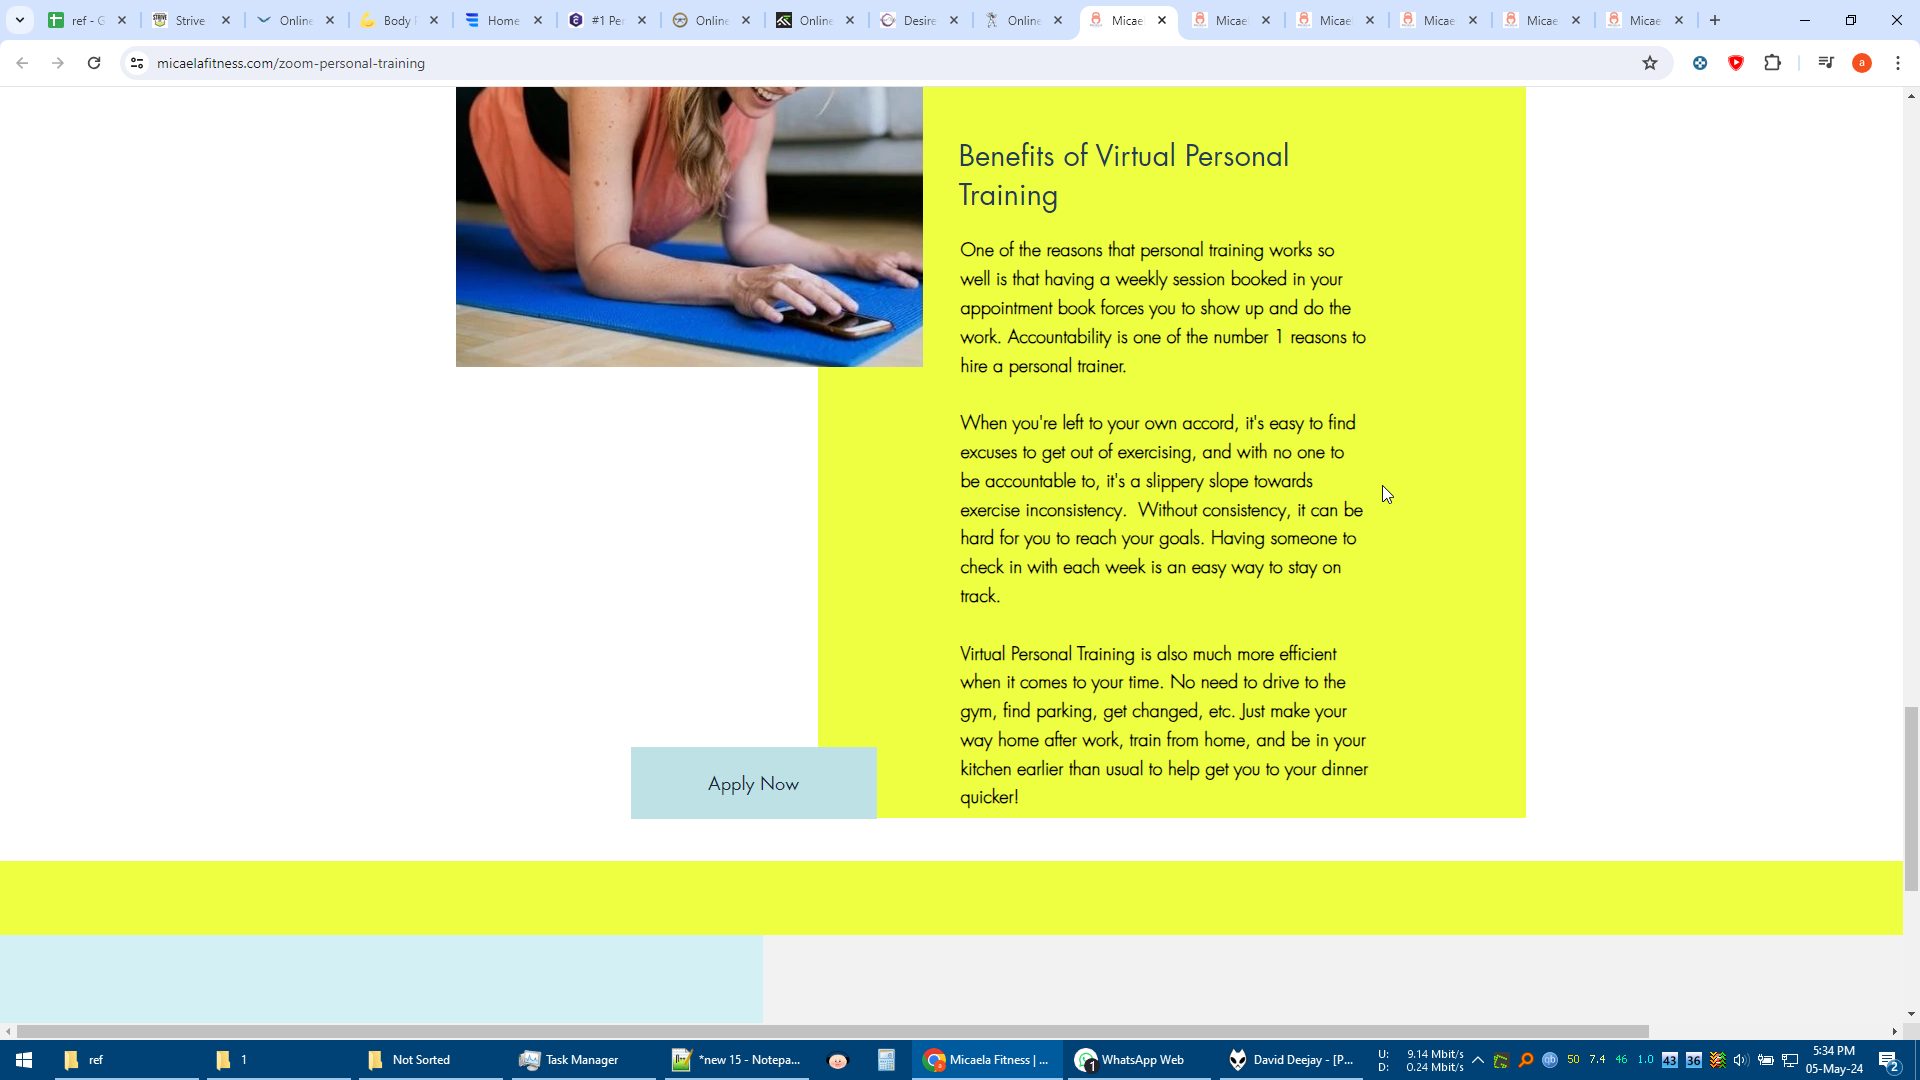 ref - G
Strive
Online
Body
Home
#1 Per
Online
Online
Desire
Online
Micae
Micae
Micae
Micae
Micae
Micae
micaelafitness.com/zoom-personal-training
a
Benefits of Virtual Personal
Training
One of the reasons that personal training works so
well is that having a weekly session booked in your
appointment book forces you to show up and do the
work. Accountability is one of the number 1 reasons to
hire a personal trainer.
When you're left to your own accord, it's easy to find
excuses to get out of exercising, and with no one to
be accountable to, it's a slippery slope towards
exercise inconsistency.  Without consistency, it can be
hard for you to reach your goals. Having someone to
check in with each week is an easy way to stay on
track.
Virtual Personal Training is also much more efficient
when it comes to your time. No need to drive to the
gym, find parking, get changed, etc. Just make your
way home after work, train from home, and be in your
kitchen earlier than usual to help get you to your dinner
quicker!
Apply Now
ref
1
Not Sorted
Task Manager
*new 15 - Notepa...
Micaela Fitness | ...
1
WhatsApp Web
David Deejay - [P...
U: 9.14 Mbit/s
D: 0.24 Mbit/s
50
7.4
46
1.0
43
36
5:34 PM
05-May-24
2